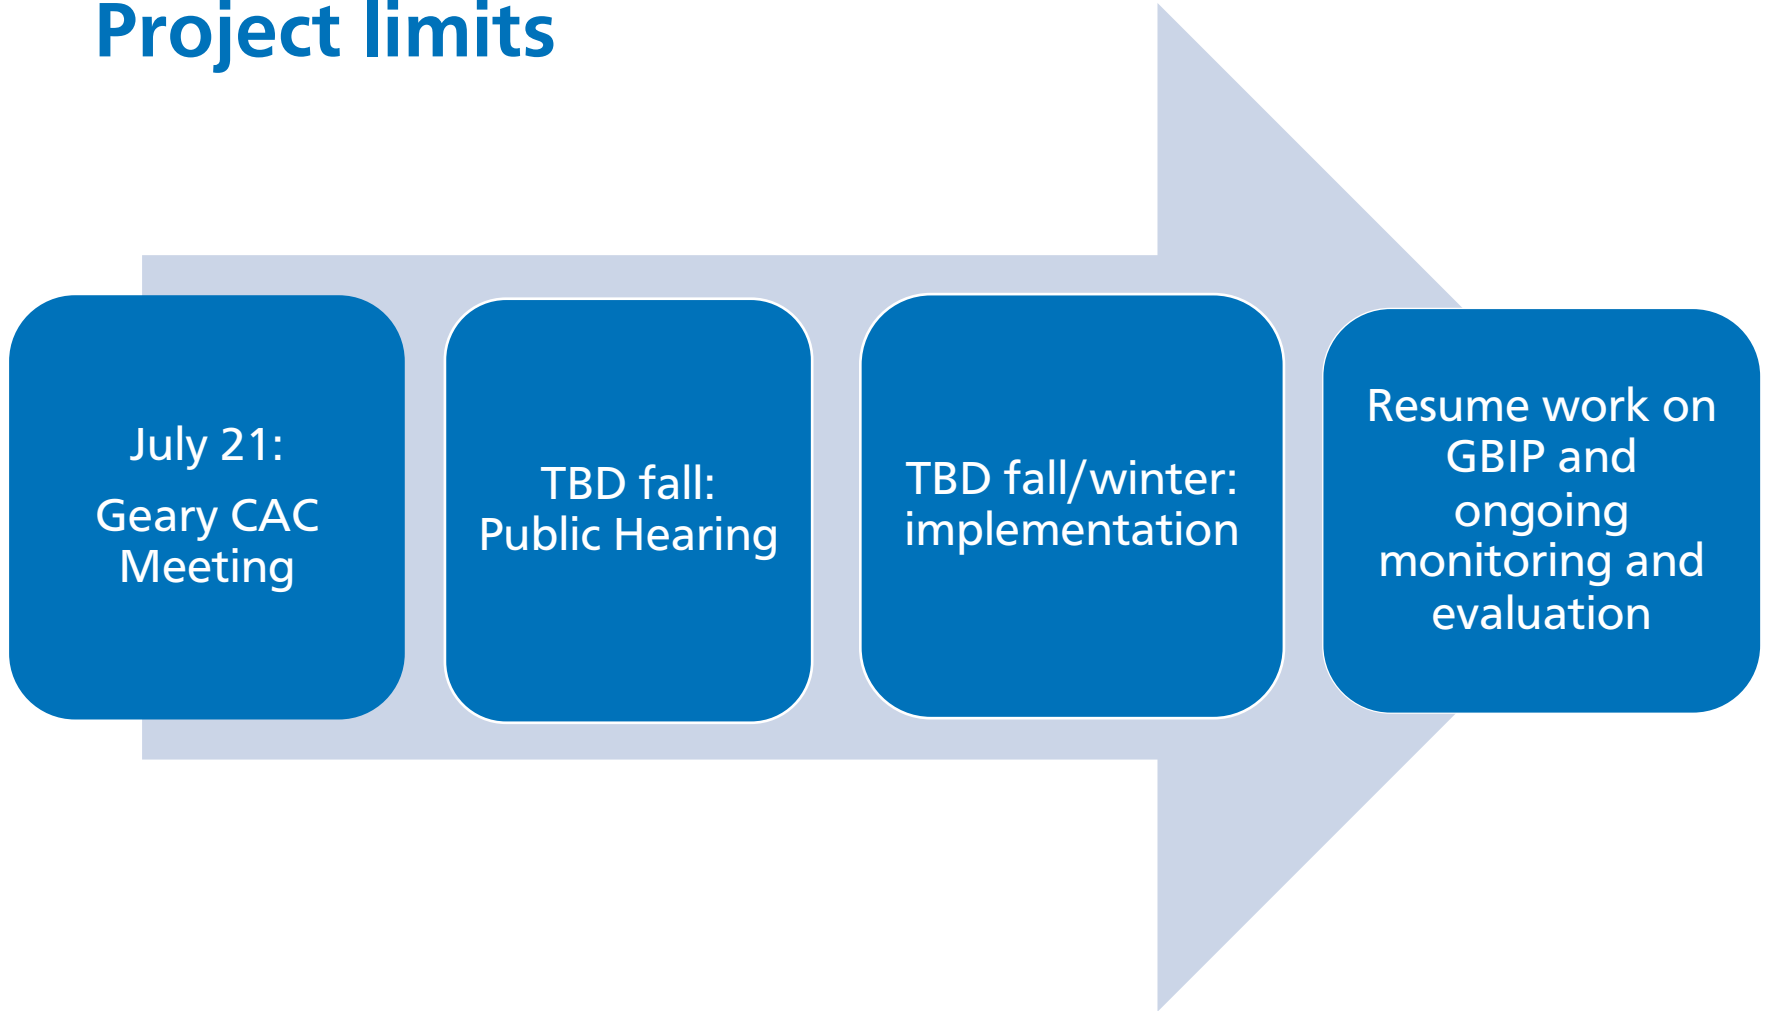 Project limits
July 21:
Geary CAC
Meeting
TBD fall:
Public Hearing
TBD fall/winter:
implementation
Resume work on
GBIP and
ongoing
monitoring and
evaluation